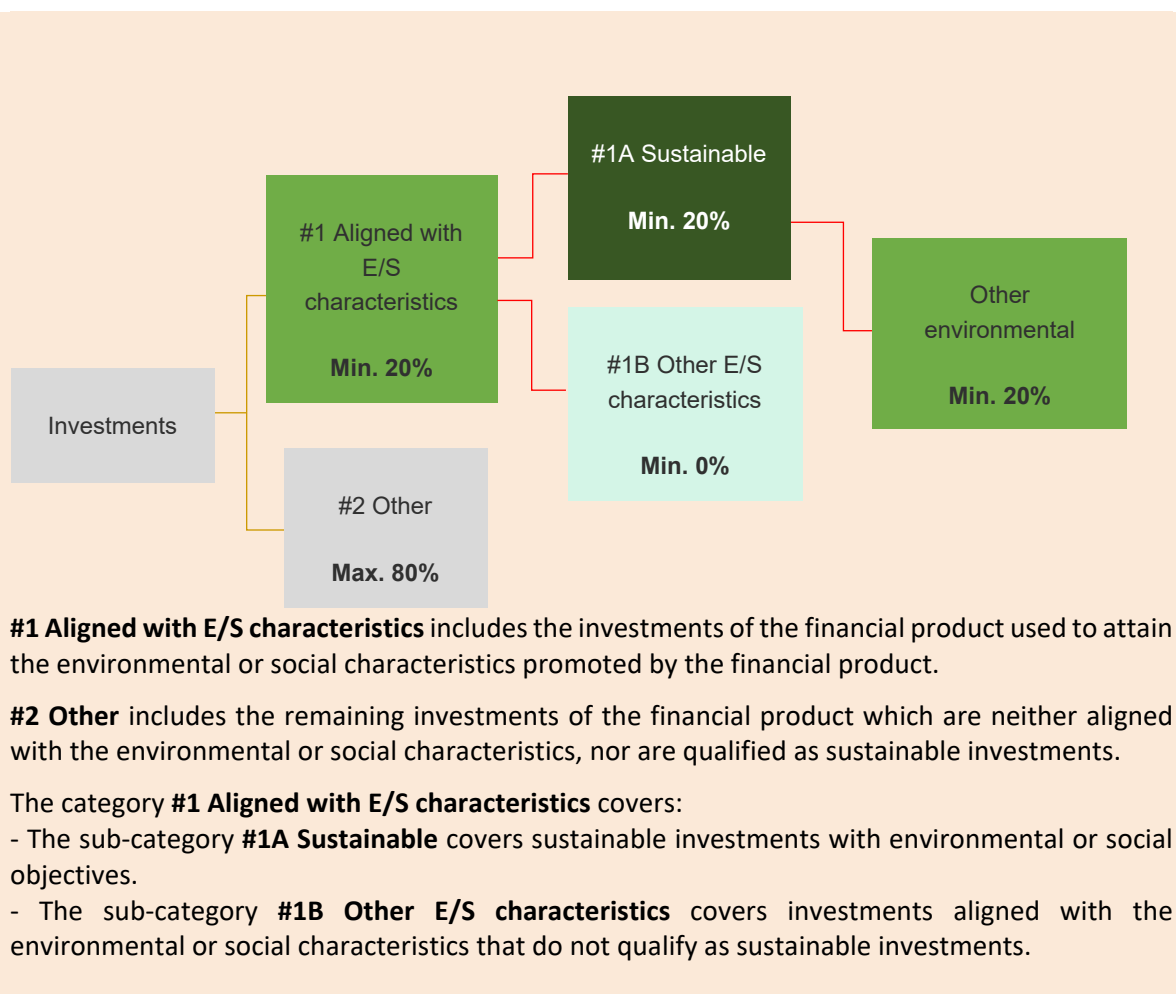 #1A Sustainable
Min. 20%
#1 Aligned with
E/S
characteristics
Min. 20%
Other
environmental
Min. 20%
#1B Other E/S
characteristics
Min. 0%
Investments
#2 Other
Max. 80%
#1 Aligned with E/S characteristics includes the investments of the financial product used to attain
the environmental or social characteristics promoted by the financial product.
#2 Other includes the remaining investments of the financial product which are neither aligned
with the environmental or social characteristics, nor are qualified as sustainable investments.
The category #1 Aligned with E/S characteristics covers:
- The sub-category #1A Sustainable covers sustainable investments with environmental or social
objectives.
- The sub-category #1B Other E/S characteristics covers investments aligned with the
environmental or social characteristics that do not qualify as sustainable investments.